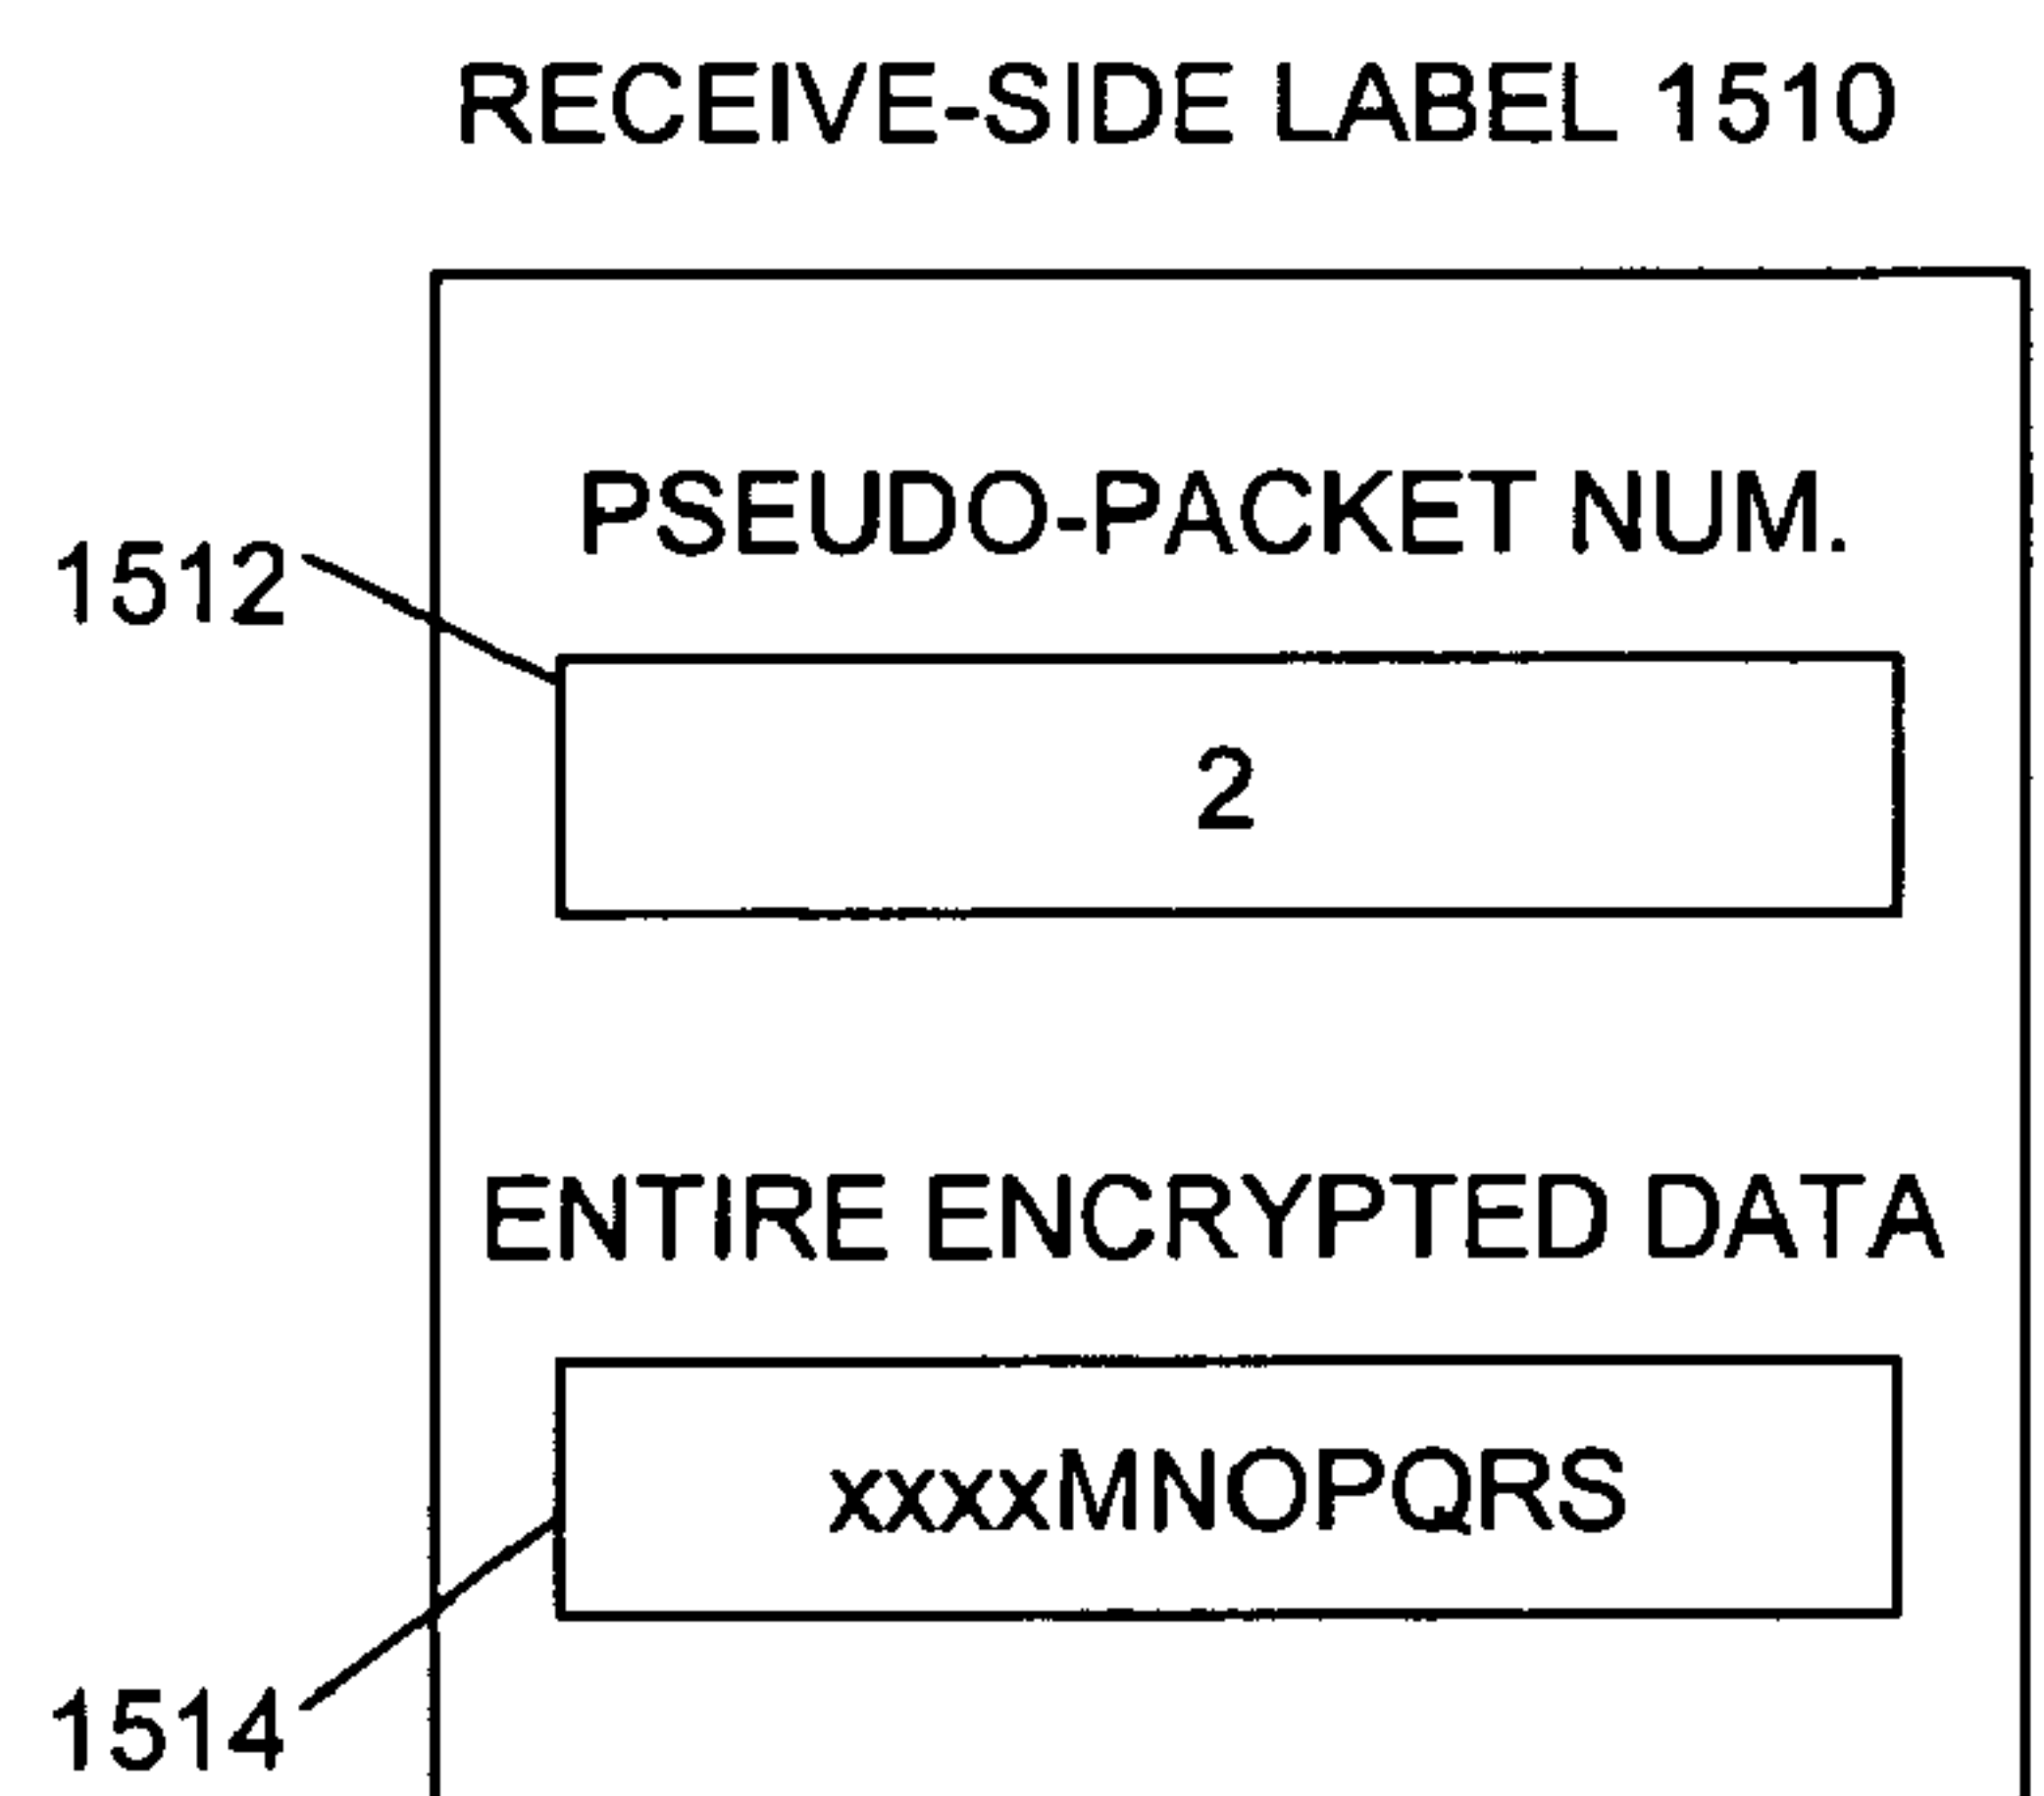 RECEIVE-SIDE LABEL 1510
PSEUDO-PACKET NUM.
1512
2
ENTIRE ENCRYPTED DATA
xxxxMNOPQRS
1514